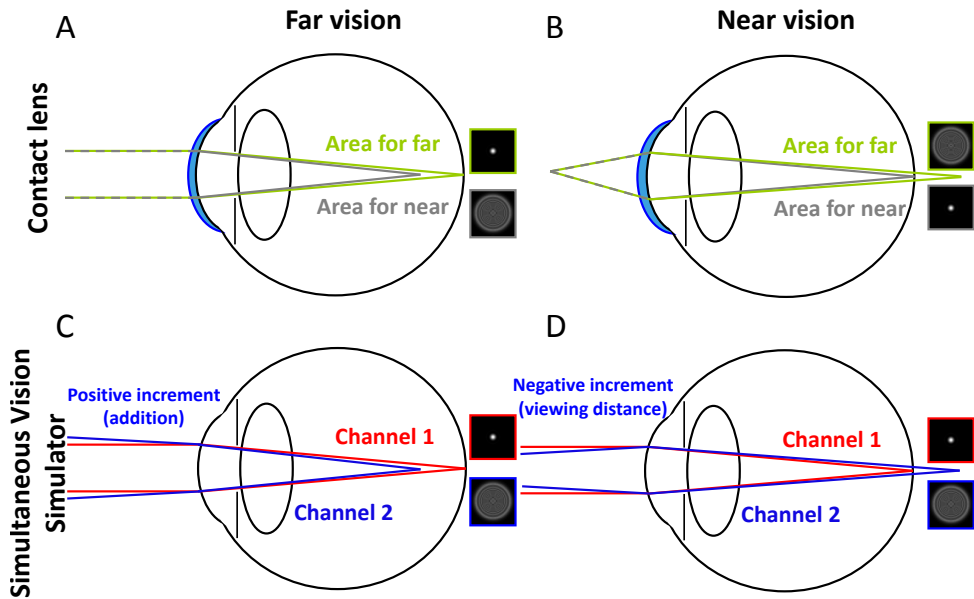 A
Far vision
B
Near vision
Contact lens
Area for far
Area for near
Area for far
Area for near
C
D
Simultaneous Vision
Simulator
Positive increment
(addition)
Channel 1
Channel 2
Negative increment
(viewing distance)
Channel 1
Channel 2